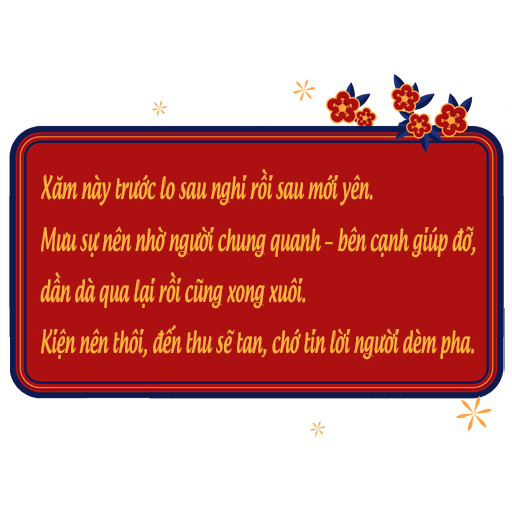 Xăm này trước lo sau nghi rồi sau mới yên.
Mưu sự nên nhờ người chung quanh – bên cạnh giúp đỡ,
dần dà qua lại rồi cũng xong xuôi.
Kiện nên thôi, đến thu sẽ tan, chớ tin lời người dèm pha.